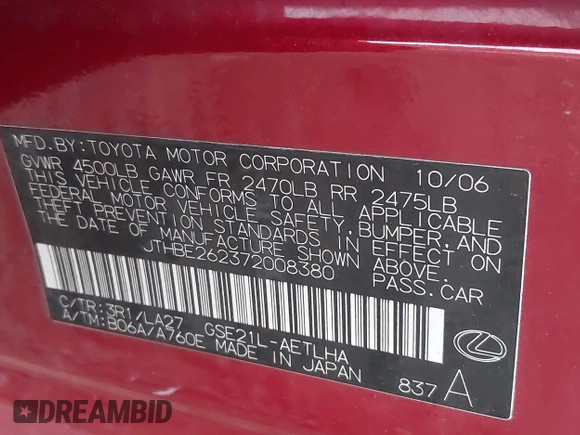 MFD.BY:TOYOTA MOTOR CORPORATION 10/06
GVWR 4500LB GAWR FR 2470LB RR 2475LB
THIS VEHICLE CONFORMS TO ALL APPLICABLE
FEDERAL MOTOR VEHICLE SAFETY,BUMPER,AND
THEFT PREVENTION STANDARDS IN EFFECT ON
THE DATE OF MANUFACTURE SHOWN ABOVE.
JTHBE262372008380 PASS.CAR
C/TR:3R1/LA27 GSE21L-AETLHA
A/TM:B06A/A760E MADE IN JAPAN
837A
DREAMBID